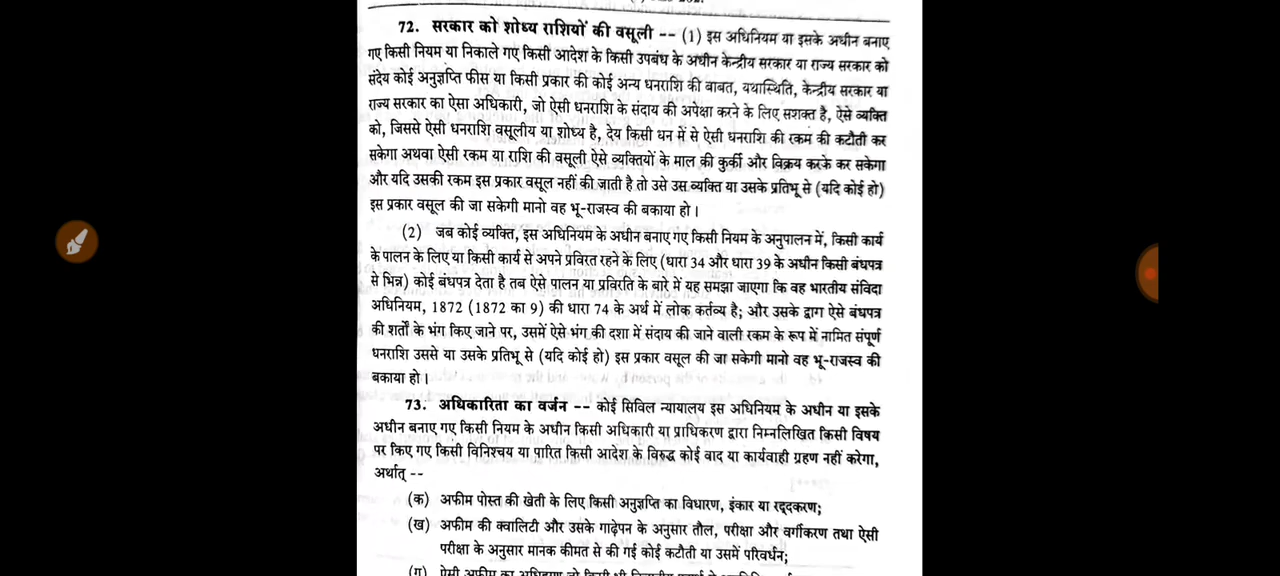 72. सरकार को शोध्य राशियों की वसूली -- (1) इस अधिनियम या इसके अधीन बनाए
गए किसी नियम या निकाले गए किसी आदेश के किसी उपबंध के अधीन केन्द्रीय सरकार या राज्य सरकार को
संदेय कोई अनुज्ञप्ति फीस या किसी प्रकार की कोई अन्य धनराशि की बाबत, यथास्थिति, केन्द्रीय सरकार या
राज्य सरकार का ऐसा अधिकारी, जो ऐसी धनराशि के संदाय की अपेक्षा करने के लिए सशक्त है, ऐसे व्यक्ति
को, जिससे ऐसी धनराशि वसूलीय या शोध्य है, देय किसी धन में से ऐसी धनराशि की रकम की कटौती कर
सकेगा अथवा ऐसी रकम या राशि की वसूली ऐसे व्यक्तियों के माल की कुर्की और विक्रय करके कर सकेगा
और यदि उसकी रकम इस प्रकार वसूल नहीं की जाती है तो उसे उस व्यक्ति या उसके प्रतिभू से (यदि कोई हो)
इस प्रकार वसूल की जा सकेगी मानो वह भू-राजस्व की बकाया हो।
(2) जब कोई व्यक्ति, इस अधिनियम के अधीन बनाए गए किसी नियम के अनुपालन में, किसी कार्य
के पालन के लिए या किसी कार्य से अपने प्रविरत रहने के लिए (धारा 34 और धारा 39 के अधीन किसी बंधपत्र
से भिन्न) कोई बंधपत्र देता है तब ऐसे पालन या प्रविरति के बारे में यह समझा जाएगा कि वह भारतीय संविदा
अधिनियम, 1872 (1872 का 9) की धारा 74 के अर्थ में लोक कर्तव्य है; और उसके द्वाग ऐसे बंधपत्र
की शर्तों के भंग किए जाने पर, उसमें ऐसे भंग की दशा में संदाय की जाने वाली रकम के रूप में नामित संपूर्ण
धनराशि उससे या उसके प्रतिभू से (यदि कोई हो) इस प्रकार वसूल की जा सकेगी मानो वह भू-राजस्व की
बकाया हो।
73. अधिकारिता का वर्जन -- कोई सिविल न्यायालय इस अधिनियम के अधीन या इसके
अधीन बनाए गए किसी नियम के अधीन किसी अधिकारी या प्राधिकरण द्वारा निम्नलिखित किसी विषय
पर किए गए किसी विनिश्चय या पारित किसी आदेश के विरुद्ध कोई वाद या कार्यवाही ग्रहण नहीं करेगा,
अर्थात् --
(क) अफीम पोस्त की खेती के लिए किसी अनुज्ञप्ति का विधारण, इंकार या रद्दकरण;
(ख) अफीम की क्वालिटी और उसके गाढ़ेपन के अनुसार तौल, परीक्षा और वर्गीकरण तथा ऐसी
परीक्षा के अनुसार मानक कीमत से की गई कोई कटौती या उसमें परिवर्धन;